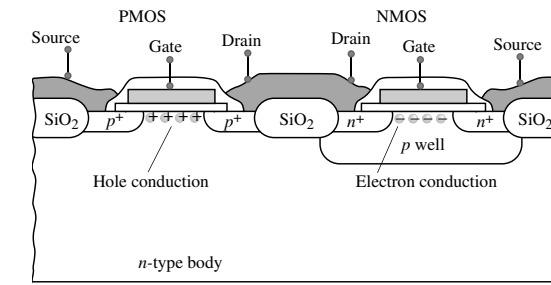 PMOS NMOS
Source Gate Drain Drain Gate Source
SiO2 p+ + + + + p+ SiO2 n+ − − − − n+ SiO2
p well
Hole conduction Electron conduction
n-type body